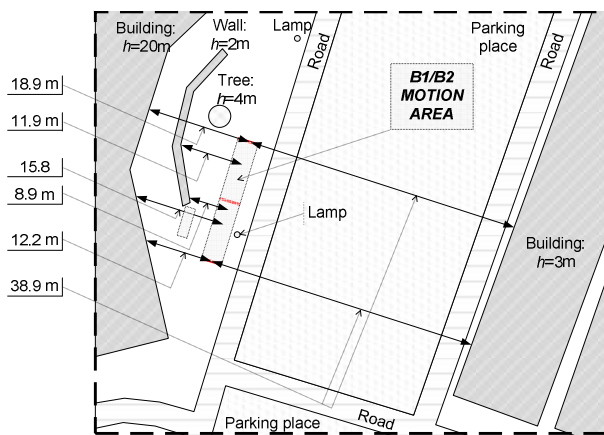 Building:
h=20m
Wall:
h=2m
Lamp
Road
Parking
place
Road
Tree:
h=4m
B1/B2
MOTION
AREA
18.9 m
11.9 m
15.8
8.9 m
12.2 m
38.9 m
Lamp
Building:
h=3m
Parking place
Road